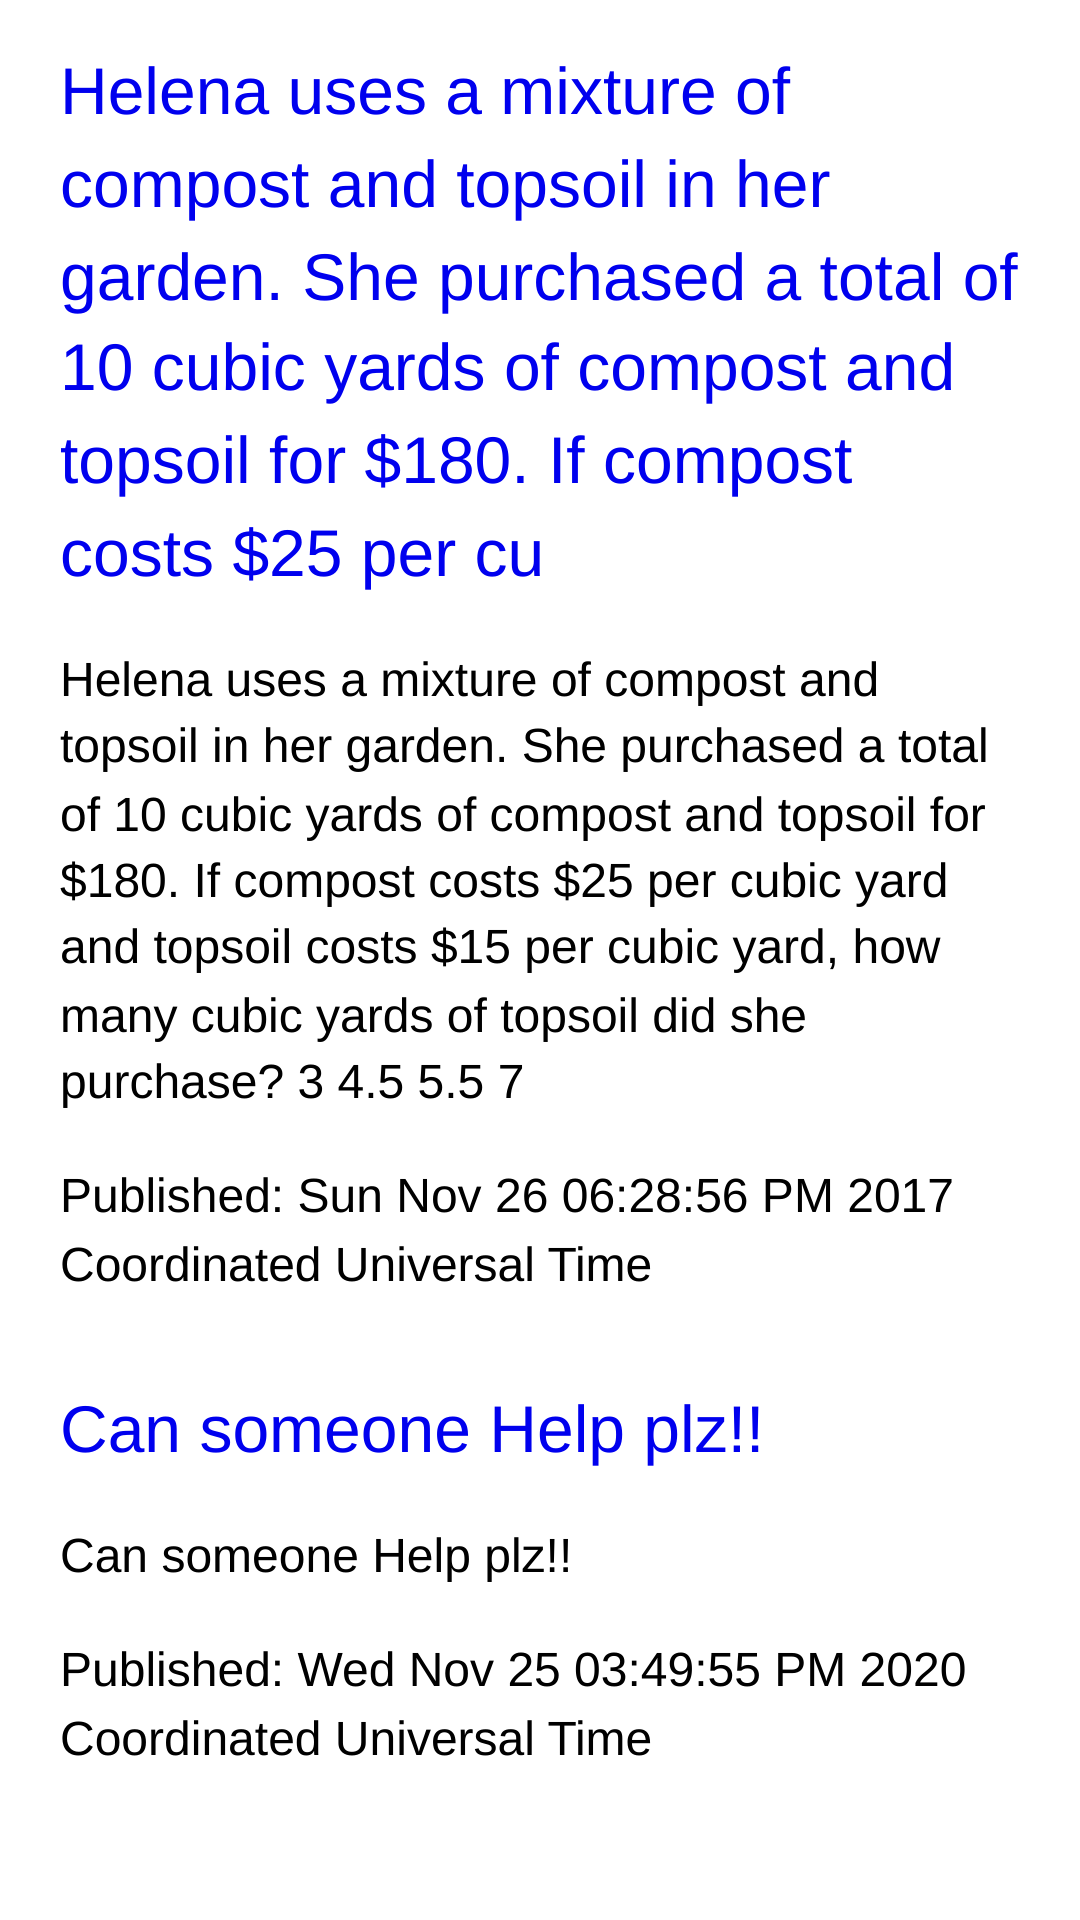 Helena uses a mixture of
compost and topsoil in her
garden. She purchased a total of
10 cubic yards of compost and
topsoil for $180. If compost
costs $25 per cu
Helena uses a mixture of compost and
topsoil in her garden. She purchased a total
of 10 cubic yards of compost and topsoil for
$180. If compost costs $25 per cubic yard
and topsoil costs $15 per cubic yard, how
many cubic yards of topsoil did she
purchase? 3 4.5 5.5 7
Published: Sun Nov 26 06:28:56 PM 2017
Coordinated Universal Time
Can someone Help plz!!
Can someone Help plz!!
Published: Wed Nov 25 03:49:55 PM 2020
Coordinated Universal Time